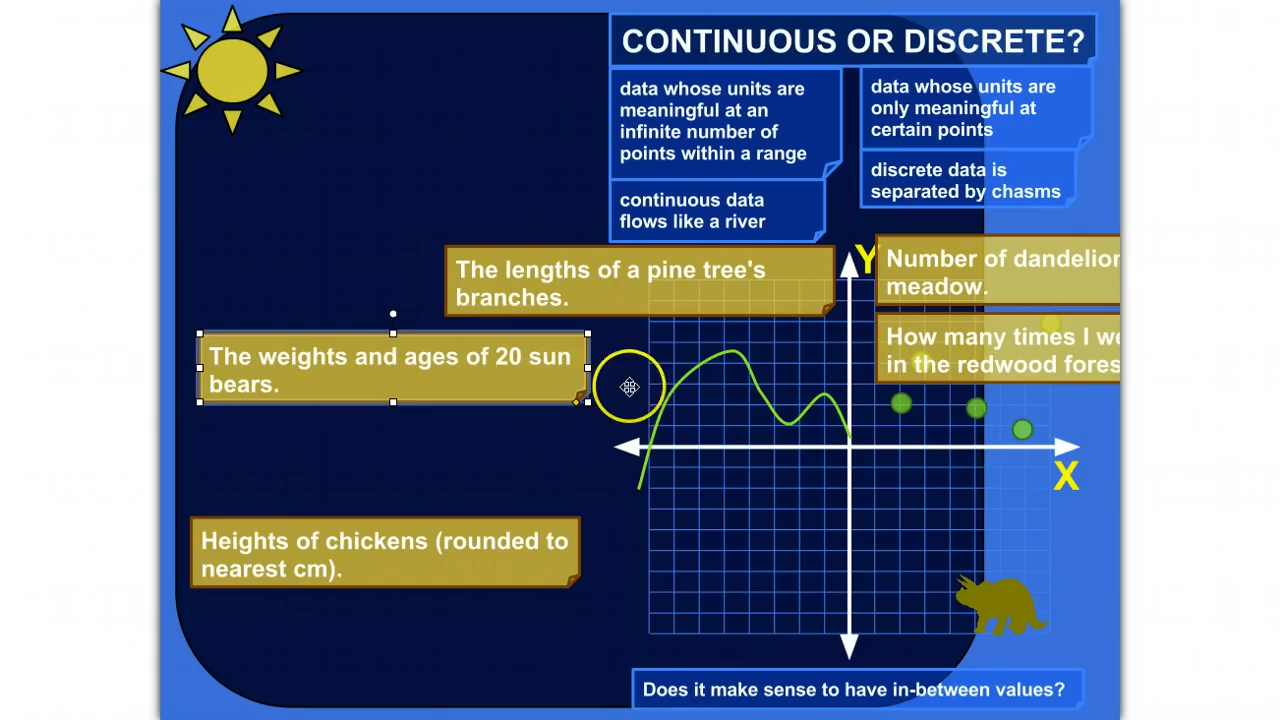 CONTINUOUS OR DISCRETE?
data whose units are
meaningful at an
infinite number of
points within a range
continuous data
flows like a river
data whose units are
only meaningful at
certain points
discrete data is
separated by chasms
The lengths of a pine tree's
branches.
Y
Number of dandelion
meadow.
How many times I we
in the redwood fores
The weights and ages of 20 sun
bears.
X
Heights of chickens (rounded to
nearest cm).
Does it make sense to have in-between values?